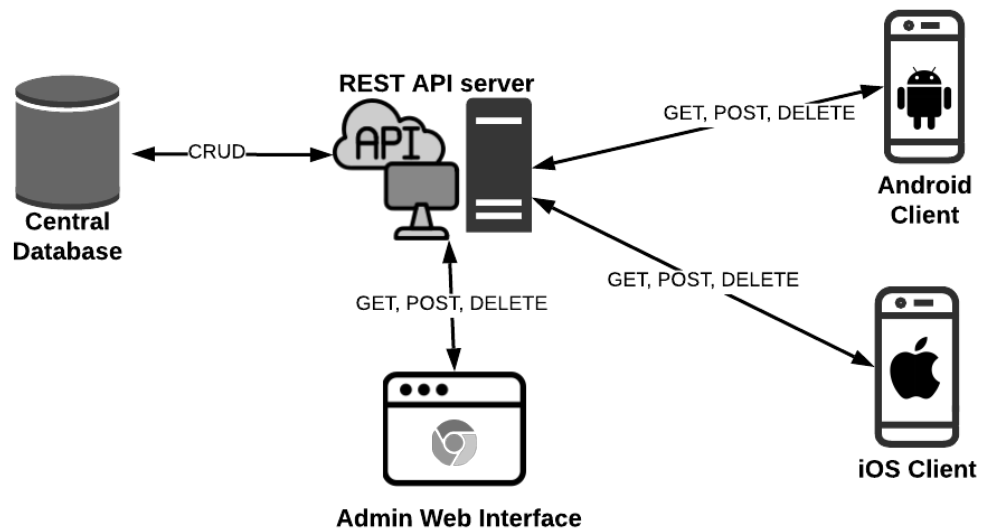 REST API server
API
GET, POST, DELETE
CRUD
Android
Client
Central
Database
GET, POST, DELETE
GET, POST, DELETE
iOS Client
Admin Web Interface